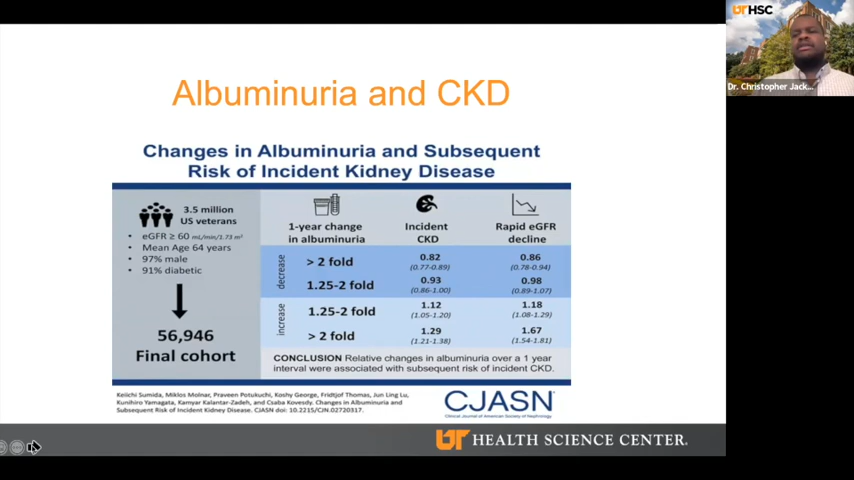 Albuminuria and CKD
Changes in Albuminuria and Subsequent
Risk of Incident Kidney Disease
3.5 million
US veterans
• eGFR ≥ 60 mL/min/1.73 m²
• Mean Age 64 years
• 97% male
• 91% diabetic
56,946
Final cohort
1-year change
in albuminuria
Incident
CKD
Rapid eGFR
decline
decrease
> 2 fold
0.82
(0.77-0.89)
0.86
(0.78-0.94)
1.25-2 fold
0.93
(0.86-1.00)
0.98
(0.89-1.07)
increase
1.25-2 fold
1.12
(1.05-1.20)
1.18
(1.08-1.29)
> 2 fold
1.29
(1.21-1.38)
1.67
(1.54-1.81)
CONCLUSION Relative changes in albuminuria over a 1 year
interval were associated with subsequent risk of incident CKD.
Keiichi Sumida, Miklos Molnar, Praveen Potukuchi, Koshy George, Fridtjof Thomas, Jun Ling Lu,
Kunihiro Yamagata, Kamyar Kalantar-Zadeh, and Csaba Kovesdy. Changes in Albuminuria and
Subsequent Risk of Incident Kidney Disease. CJASN doi: 10.2215/CJN.02720317.
CJASN
Clinical Journal of American Society of Nephrology
UT HEALTH SCIENCE CENTER.
UTHSC
Dr. Christopher Jack...